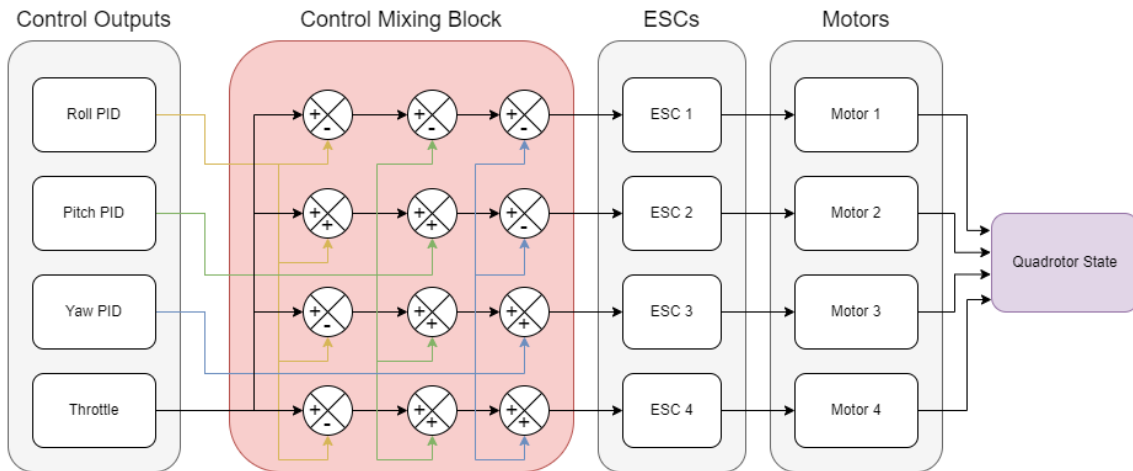 Control Outputs
Control Mixing Block
ESCs
Motors
Roll PID
+
-
+
-
+
-
ESC 1
Motor 1
Pitch PID
+
+
+
+
+
-
ESC 2
Motor 2
Quadrotor State
Yaw PID
+
-
+
+
+
+
ESC 3
Motor 3
Throttle
+
-
+
+
+
+
ESC 4
Motor 4